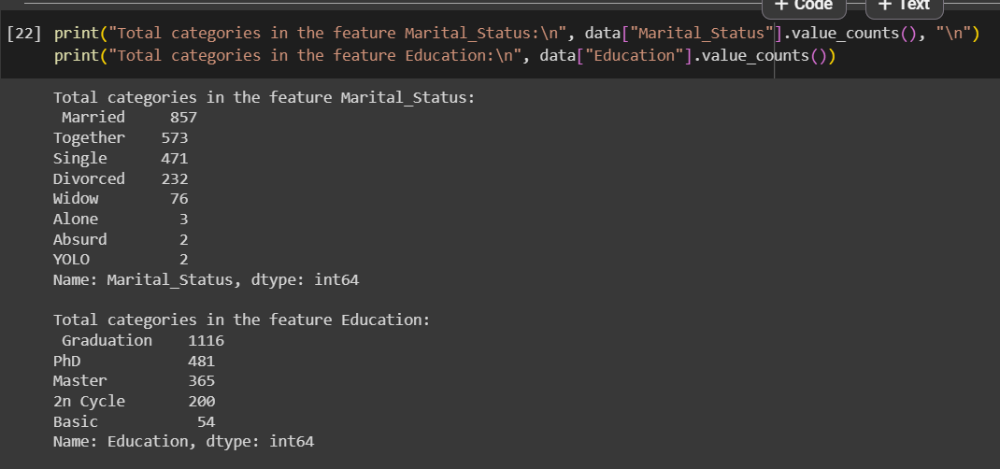 + Code + Text
[22] print("Total categories in the feature Marital_Status:\n", data["Marital_Status"].value_counts(), "\n")
print("Total categories in the feature Education:\n", data["Education"].value_counts())
Total categories in the feature Marital_Status:
Married 857
Together 573
Single 471
Divorced 232
Widow 76
Alone 3
Absurd 2
YOLO 2
Name: Marital_Status, dtype: int64
Total categories in the feature Education:
Graduation 1116
PhD 481
Master 365
2n Cycle 200
Basic 54
Name: Education, dtype: int64